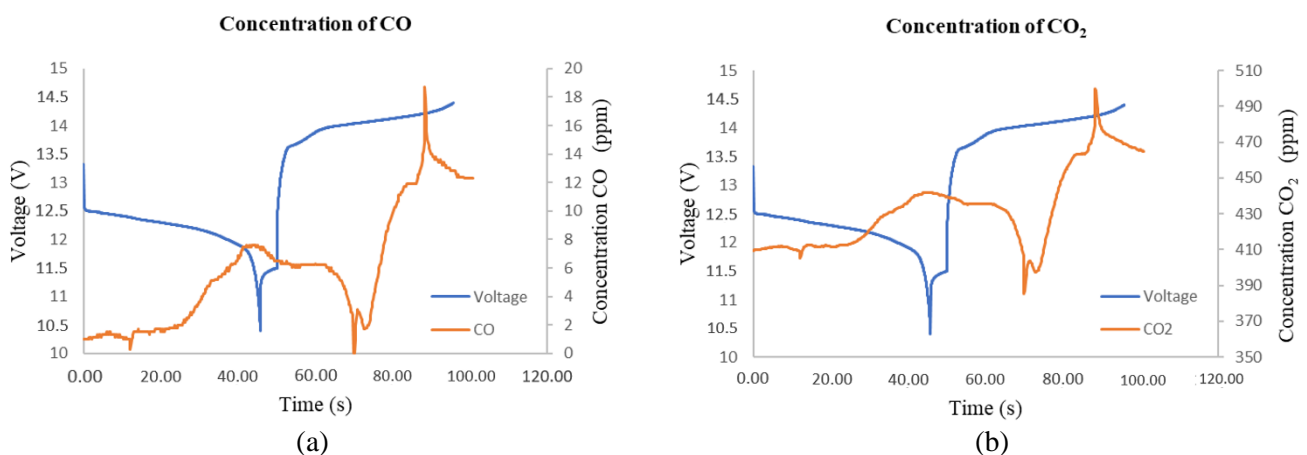 Concentration of CO
15
14.5
14
13.5
13
12.5
12
11.5
11
10.5
10
Voltage (V)
20
18
16
14
12
10
8
6
4
2
0
Concentration CO (ppm)
Voltage
CO
0.00 20.00 40.00 60.00 80.00 100.00 120.00
Time (s)
(a)
Concentration of CO₂
15
14.5
14
13.5
13
12.5
12
11.5
11
10.5
10
Voltage (V)
510
490
470
450
430
410
390
370
350
Concentration CO₂ (ppm)
Voltage
CO2
0.00 20.00 40.00 60.00 80.00 100.00 120.00
Time (s)
(b)